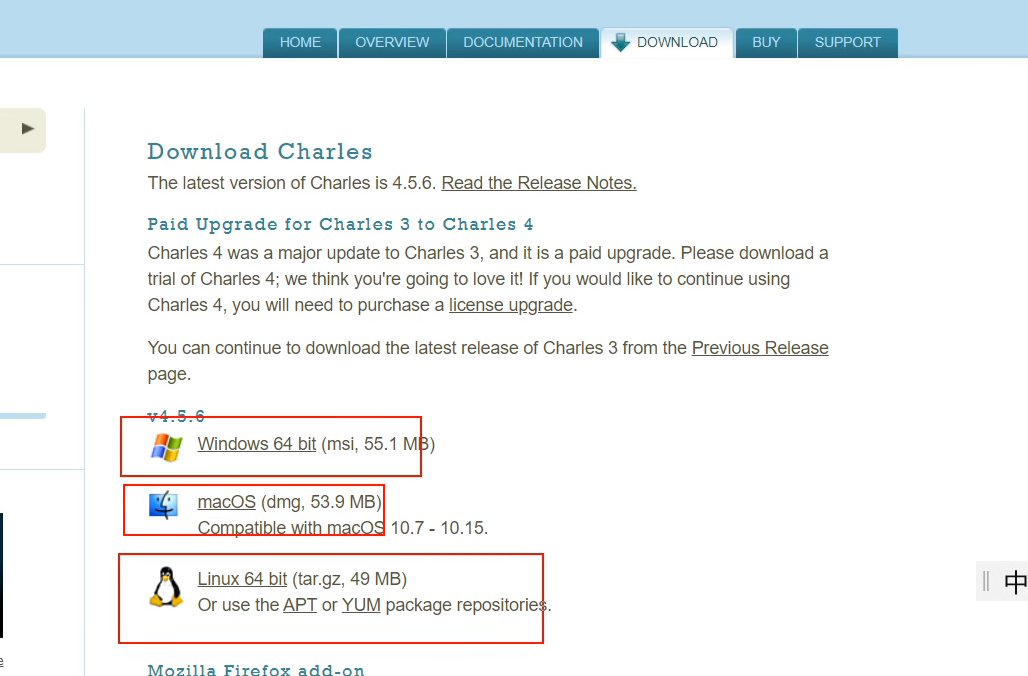 HOME OVERVIEW DOCUMENTATION DOWNLOAD BUY SUPPORT
Download Charles
The latest version of Charles is 4.5.6. Read the Release Notes.
Paid Upgrade for Charles 3 to Charles 4
Charles 4 was a major update to Charles 3, and it is a paid upgrade. Please download a
trial of Charles 4; we think you're going to love it! If you would like to continue using
Charles 4, you will need to purchase a license upgrade.
You can continue to download the latest release of Charles 3 from the Previous Release
page.
v4.5.6
Windows 64 bit (msi, 55.1 MB)
macOS (dmg, 53.9 MB)
Compatible with macOS 10.7 - 10.15.
Linux 64 bit (tar.gz, 49 MB)
Or use the APT or YUM package repositories.
中
e
Mozilla Firefox add-on